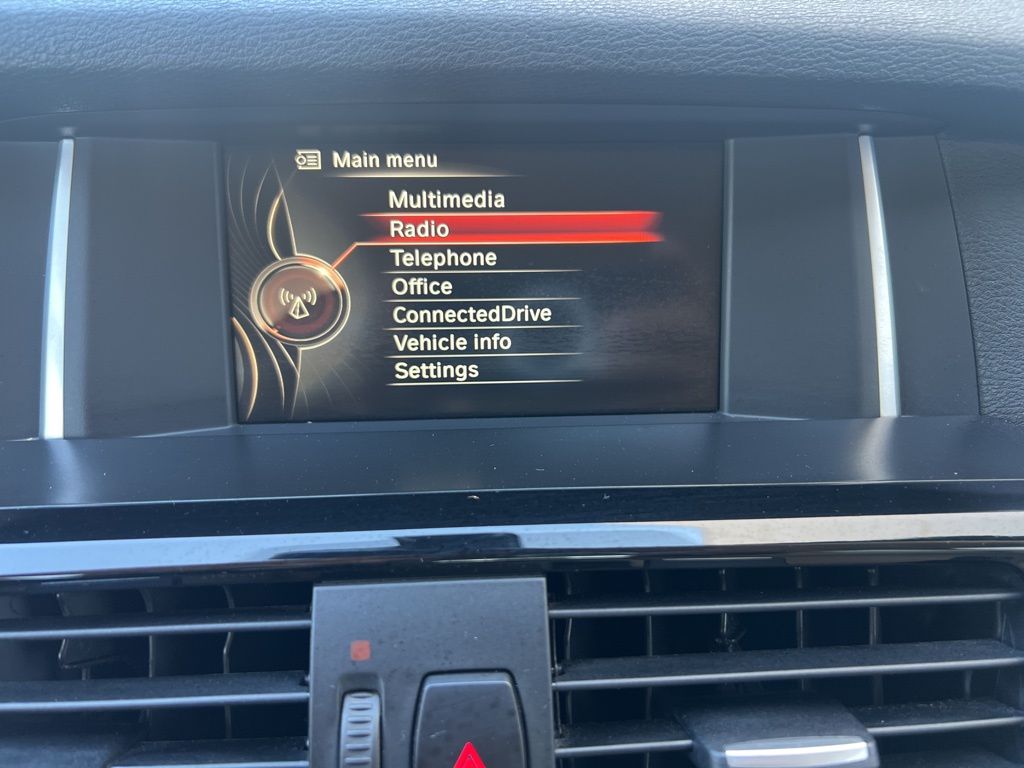 Main menu
Multimedia
Radio
Telephone
Office
ConnectedDrive
Vehicle info
Settings